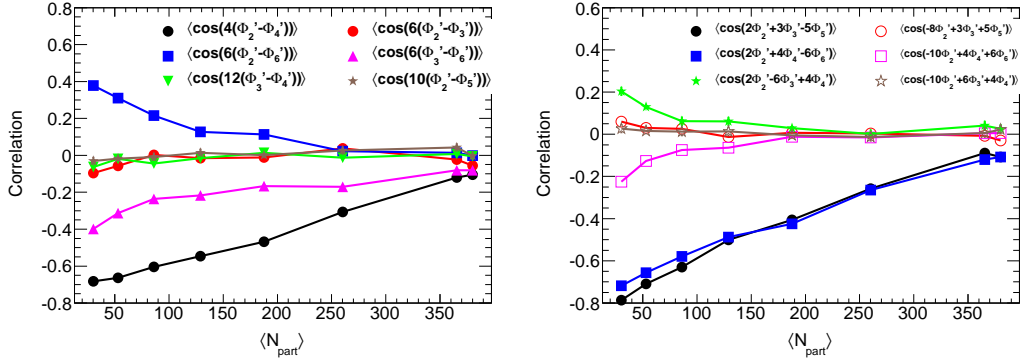 ⟨cos(4(Φ₂'-Φ₄'))⟩ ⟨cos(6(Φ₂'-Φ₃'))⟩
⟨cos(6(Φ₂'-Φ₆'))⟩ ⟨cos(6(Φ₃'-Φ₆'))⟩
⟨cos(12(Φ₃'-Φ₄'))⟩ ⟨cos(10(Φ₂'-Φ₅'))⟩
Correlation
0.8
0.6
0.4
0.2
0
-0.2
-0.4
-0.6
-0.8
50 100 150 200 250 300 350
⟨N_part⟩
⟨cos(2Φ₂'+3Φ₃'-5Φ₅')⟩ ⟨cos(-8Φ₂'+3Φ₃'+5Φ₅')⟩
⟨cos(2Φ₂'+4Φ₄'-6Φ₆')⟩ ⟨cos(-10Φ₂'+4Φ₄'+6Φ₆')⟩
⟨cos(2Φ₂'-6Φ₃'+4Φ₄')⟩ ⟨cos(-10Φ₂'+6Φ₃'+4Φ₄')⟩
Correlation
0.6
0.4
0.2
0
-0.2
-0.4
-0.6
-0.8
50 100 150 200 250 300 350
⟨N_part⟩